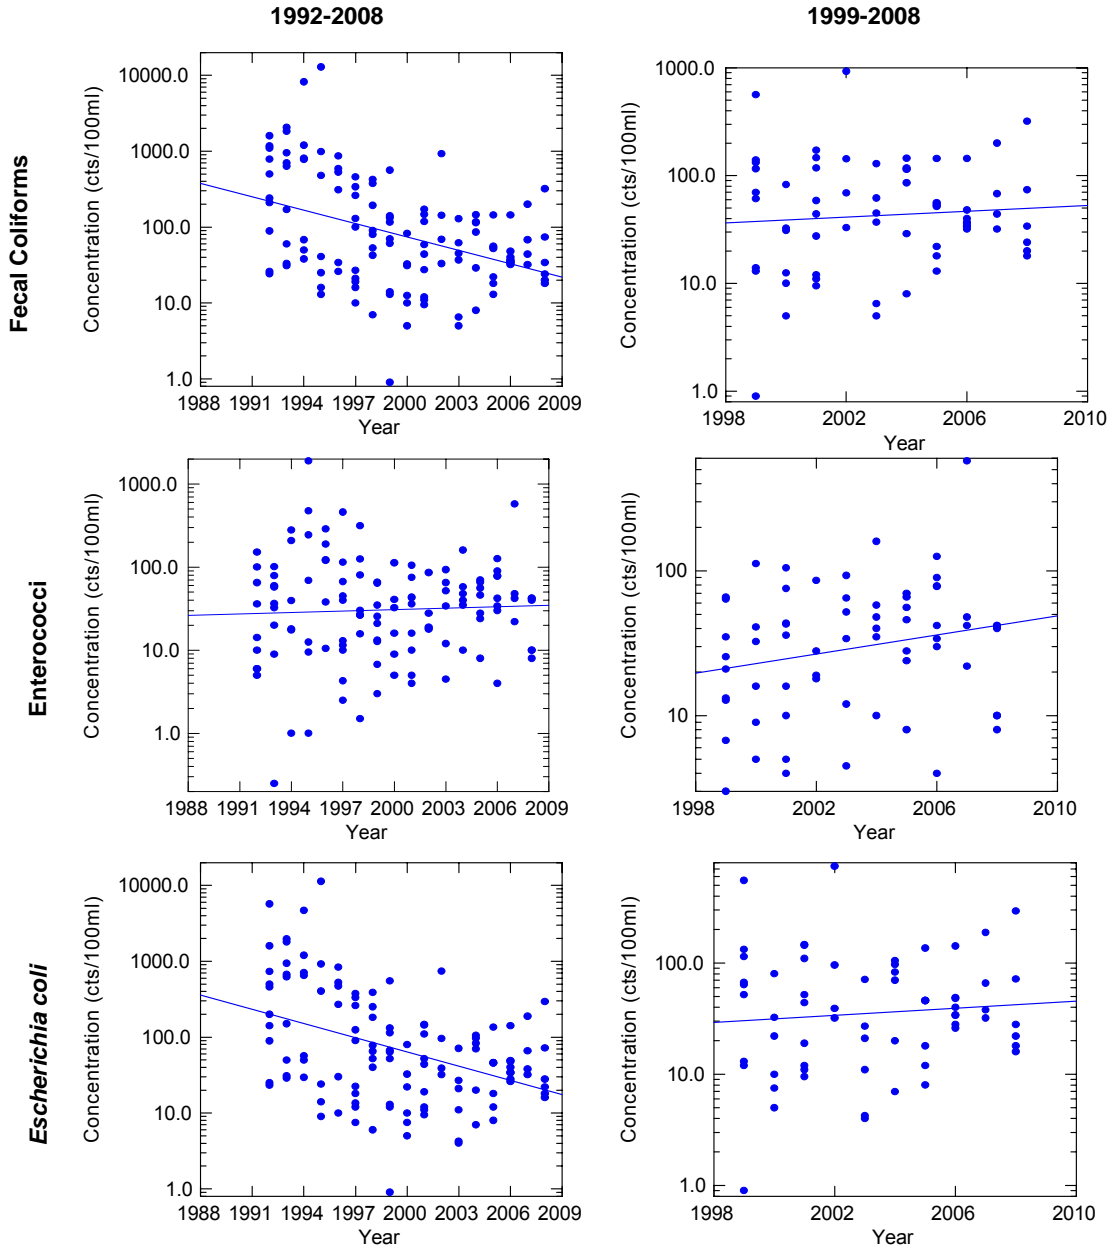 1992-2008
1999-2008
Fecal Coliforms
Concentration (cts/100ml)
10000.0
1000.0
100.0
10.0
1.0
1988 1991 1994 1997 2000 2003 2006 2009
Year
Concentration (cts/100ml)
1000.0
100.0
10.0
1.0
1998 2002 2006 2010
Year
Enterococci
Concentration (cts/100ml)
1000.0
100.0
10.0
1.0
1988 1991 1994 1997 2000 2003 2006 2009
Year
Concentration (cts/100ml)
100
10
1998 2002 2006 2010
Year
Escherichia coli
Concentration (cts/100ml)
10000.0
1000.0
100.0
10.0
1.0
1988 1991 1994 1997 2000 2003 2006 2009
Year
Concentration (cts/100ml)
100.0
10.0
1.0
1998 2002 2006 2010
Year